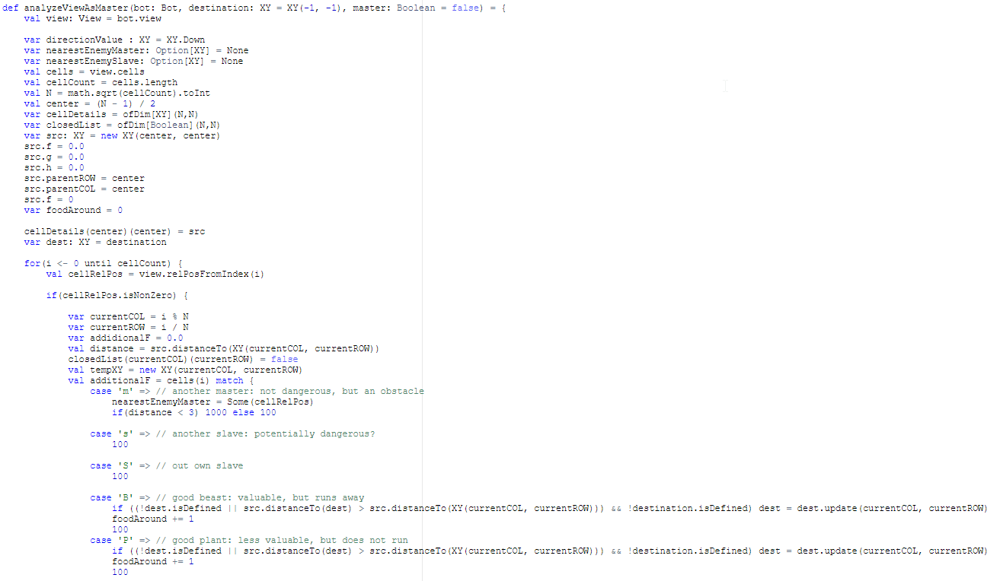 def analyzeViewAsMaster(bot: Bot, destination: XY = XY(-1, -1), master: Boolean = false) = {
    val view: View = bot.view

    var directionValue : XY = XY.Down
    var nearestEnemyMaster: Option[XY] = None
    var nearestEnemySlave: Option[XY] = None
    val cells = view.cells
    val cellCount = cells.length
    val N = math.sqrt(cellCount).toInt
    val center = (N - 1) / 2
    var cellDetails = ofDim[XY](N,N)
    var closedList = ofDim[Boolean](N,N)
    var src: XY = new XY(center, center)
    src.f = 0.0
    src.g = 0.0
    src.h = 0.0
    src.parentROW = center
    src.parentCOL = center
    src.f = 0
    var foodAround = 0

    cellDetails(center)(center) = src
    var dest: XY = destination

    for(i <- 0 until cellCount) {
        val cellRelPos = view.relPosFromIndex(i)

        if(cellRelPos.isNonZero) {

            var currentCOL = i % N
            var currentROW = i / N
            var addidionalF = 0.0
            val distance = src.distanceTo(XY(currentCOL, currentROW))
            closedList(currentCOL)(currentROW) = false
            val tempXY = new XY(currentCOL, currentROW)
            val additionalF = cells(i) match {
                case 'm' => // another master: not dangerous, but an obstacle
                    nearestEnemyMaster = Some(cellRelPos)
                    if(distance < 3) 1000 else 100

                case 's' => // another slave: potentially dangerous?
                    100

                case 'S' => // out own slave
                    100

                case 'B' => // good beast: valuable, but runs away
                    if ((!dest.isDefined || src.distanceTo(dest) > src.distanceTo(XY(currentCOL, currentROW))) && !destination.isDefined) dest = dest.update(currentCOL, currentROW)
                    foodAround += 1
                    100
                case 'P' => // good plant: less valuable, but does not run
                    if ((!dest.isDefined || src.distanceTo(dest) > src.distanceTo(XY(currentCOL, currentROW))) && !destination.isDefined) dest = dest.update(currentCOL, currentROW)
                    foodAround += 1
                    100